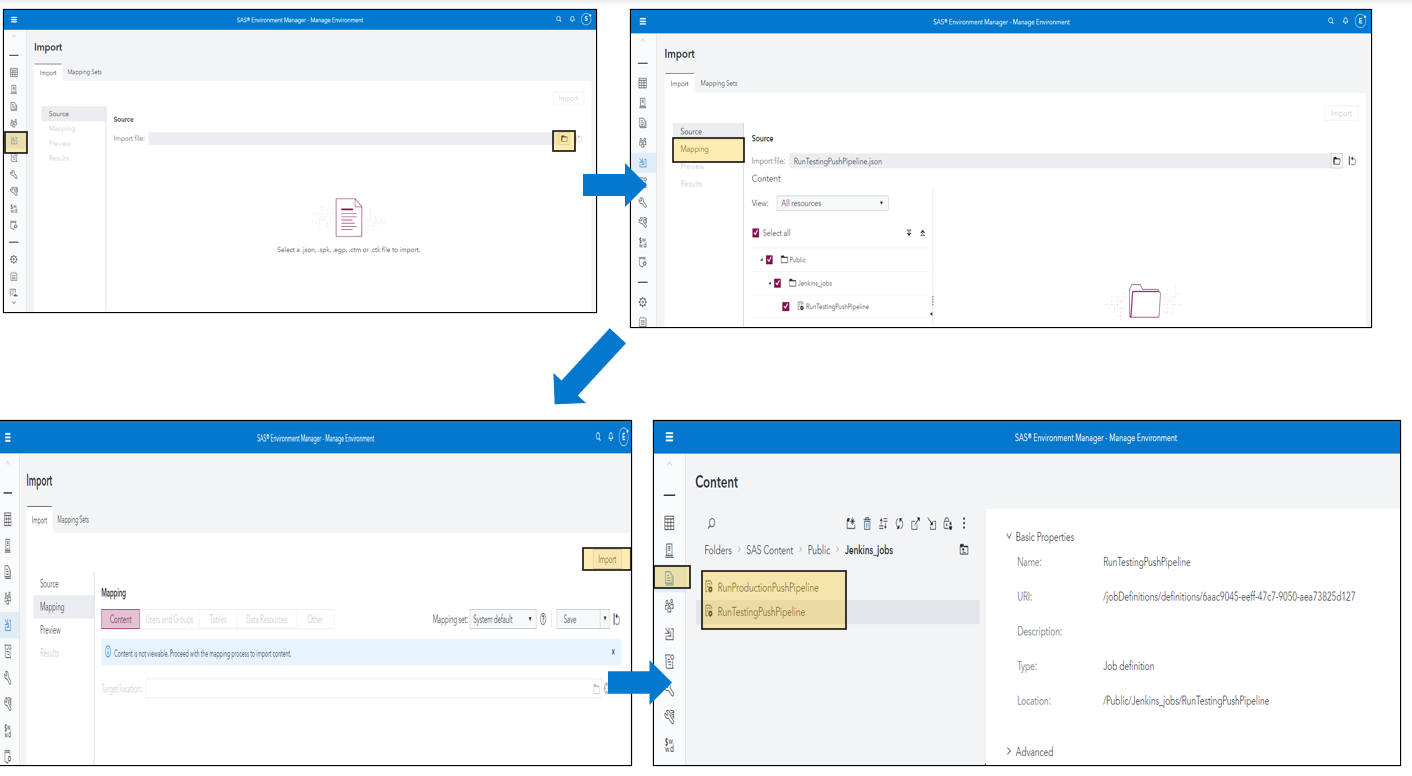 SAS® Environment Manager - Manage Environment
S
Import
Import
Mapping Sets
Import
Source
Mapping
Preview
Results
Source
Import file:
Select a .json, .spk, .egp, .ctm or .ctk file to import.
SAS® Environment Manager - Manage Environment
E
Import
Import
Mapping Sets
Import
Source
Mapping
Preview
Results
Source
Import file: RunTestingPushPipeline.json
Content
View: All resources
Select all
Public
Jenkins_jobs
RunTestingPushPipeline
SAS® Environment Manager - Manage Environment
E
Import
Import
Mapping Sets
Import
Source
Mapping
Preview
Results
Mapping
Content Users and Groups Tables Data Resources Other
Mapping set: System default
Save
Content is not viewable. Proceed with the mapping process to import content.
x
Target location:
SAS® Environment Manager - Manage Environment
Content
Folders > SAS Content > Public > Jenkins_jobs
RunProductionPushPipeline
RunTestingPushPipeline
Basic Properties
Name: RunTestingPushPipeline
URI: /jobDefinitions/definitions/6aac9045-eeff-47c7-9050-aea73825d127
Description:
Type: Job definition
Location: /Public/Jenkins_jobs/RunTestingPushPipeline
Advanced